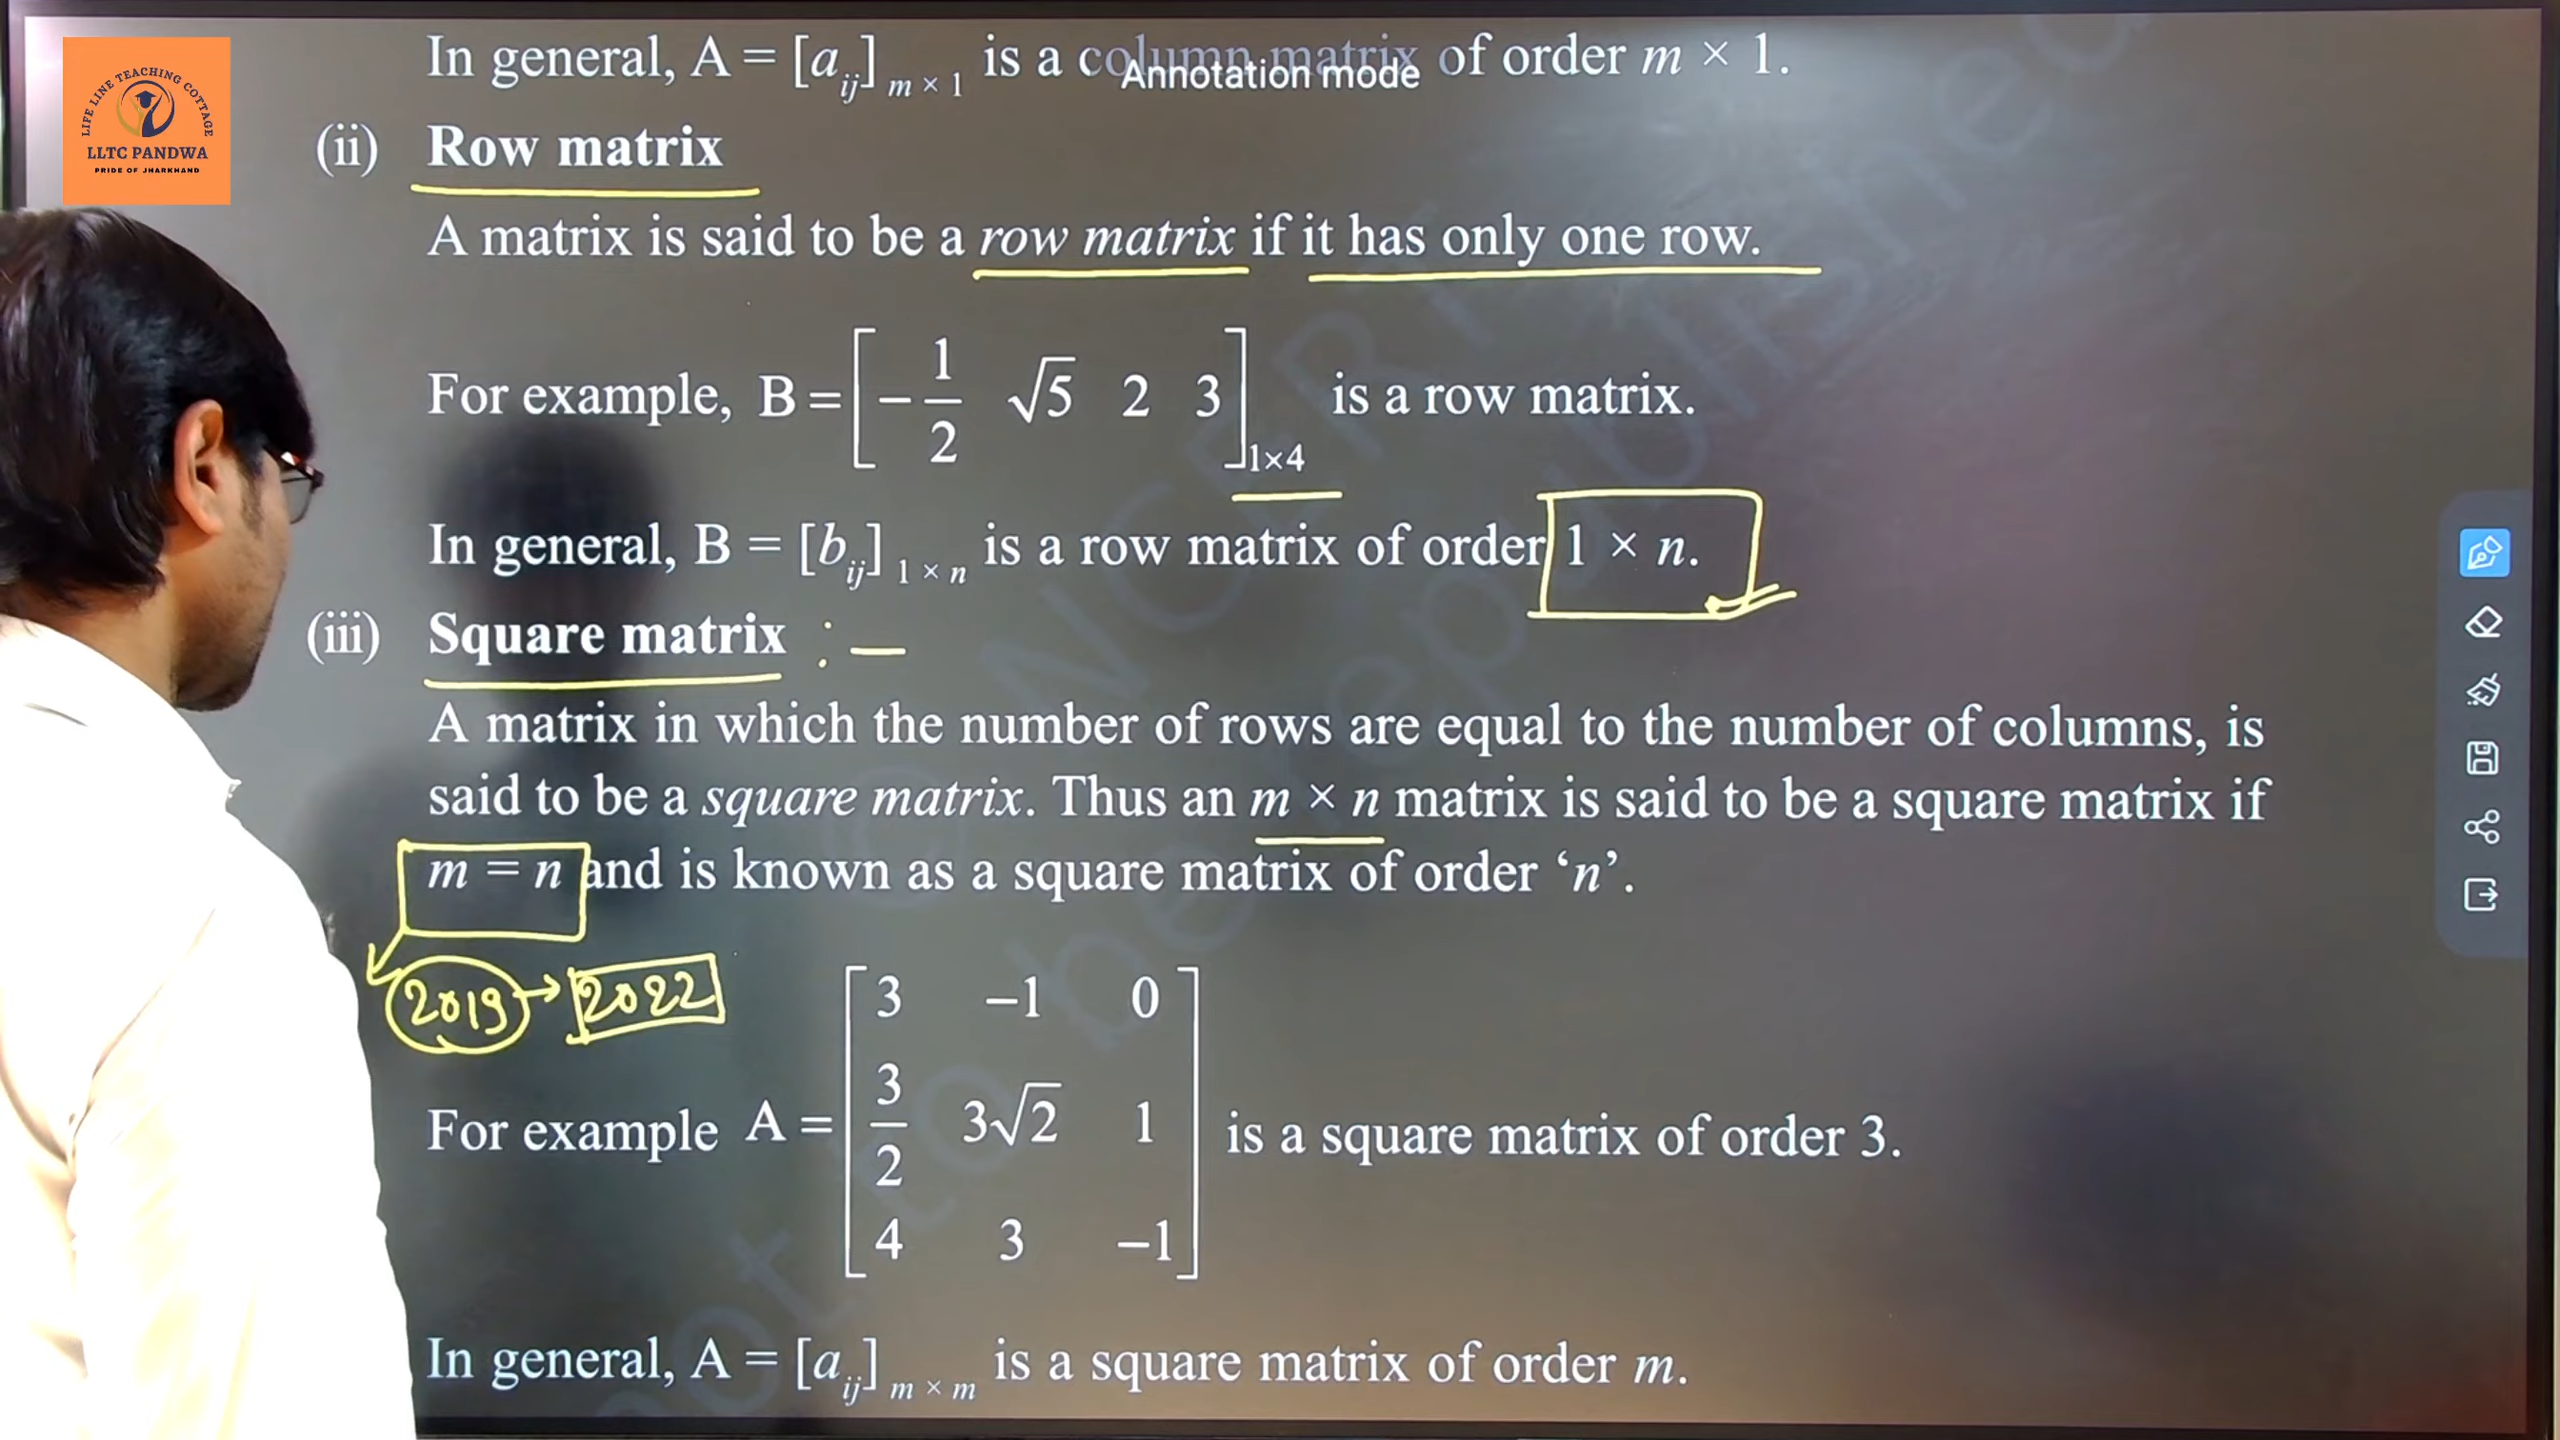 LIFE LINE TEACHING COTTAGE
LLTC PANDWA
PRIDE OF JHARKHAND
In general, A = [aij] m × 1 is a column matrix of order m × 1.
Annotation mode
(ii) Row matrix
A matrix is said to be a row matrix if it has only one row.
For example, B = [ −1/2 √5 2 3 ]1×4 is a row matrix.
In general, B = [bij] 1 × n is a row matrix of order 1 × n.
(iii) Square matrix :−
A matrix in which the number of rows are equal to the number of columns, is
said to be a square matrix. Thus an m × n matrix is said to be a square matrix if
m = n and is known as a square matrix of order ‘n’.
2019 → 2022
3 −1 0
For example A = 3/2 3√2 1 is a square matrix of order 3.
4 3 −1
In general, A = [aij] m × m is a square matrix of order m.
© NCERT
not to be republished